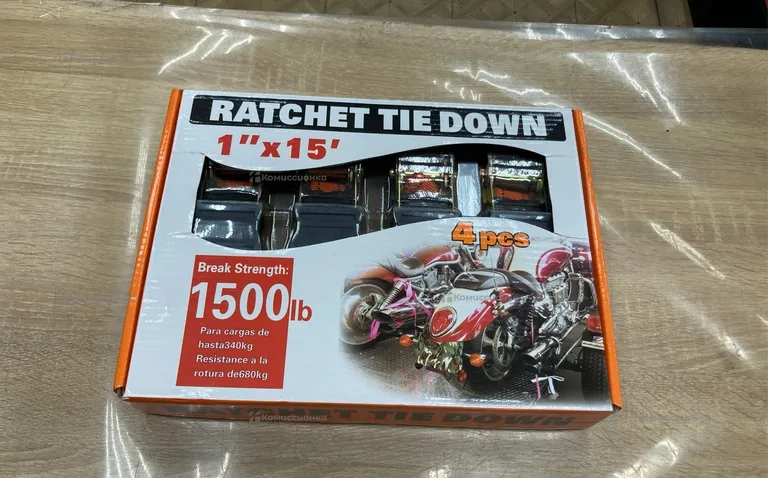 RATCHET TIE DOWN
1"x15'
Комиссионка
4 pcs
Break Strength:
1500lb
Para cargas de
hasta340kg
Resistance a la
rotura de680kg
Комиссионка
Комиссионка
RATCHET TIE DOWN